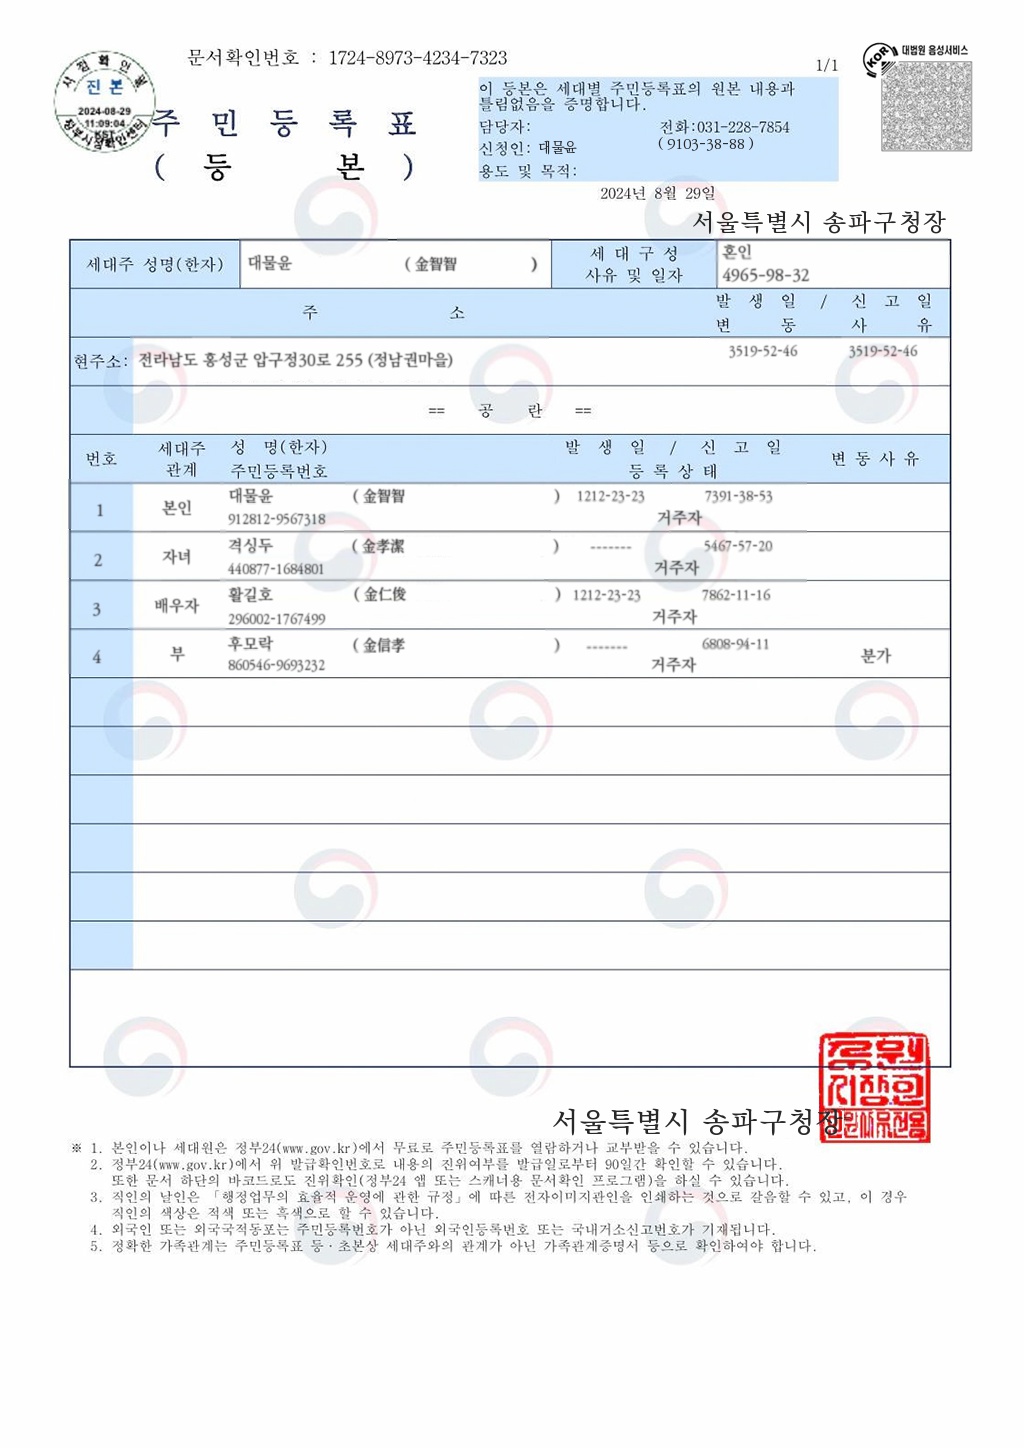 문서확인번호 : 1724-8973-4234-7323
1/1
대법원 음성서비스
KOR
시점확인필
진본
2024-08-29
11:09:04
KST
정부시점확인센터
주민등록표
(등본)
이 등본은 세대별 주민등록표의 원본 내용과
틀림없음을 증명합니다.
담당자: 전화:031-228-7854
신청인: 대물윤 ( 9103-38-88 )
용도 및 목적:
2024년 8월 29일
서울특별시 송파구청장
세대주 성명(한자) 대물윤 ( 金智智 ) 세 대 구 성 사유 및 일자 혼인 4965-98-32
주 소 발 생 일 / 신 고 일
변 동 사 유
현주소: 전라남도 홍성군 압구정30로 255 (정남권마을) 3519-52-46 3519-52-46
== 공 란 ==
번호 세대주 관계 성 명(한자) 주민등록번호 발 생 일 / 신 고 일 등 록 상 태 변 동 사 유
1 본인 대물윤 ( 金智智 ) 1212-23-23 7391-38-53
912812-9567318 거주자
2 자녀 격싱두 ( 金孝潔 ) ------- 5467-57-20
440877-1684801 거주자
3 배우자 활길호 ( 金仁俊 ) 1212-23-23 7862-11-16
296002-1767499 거주자
4 부 후모락 ( 金信孝 ) ------- 6808-94-11
860546-9693232 거주자 분가
서울특별시 송파구청장
※ 1. 본인이나 세대원은 정부24(www.gov.kr)에서 무료로 주민등록표를 열람하거나 교부받을 수 있습니다.
2. 정부24(www.gov.kr)에서 위 발급확인번호로 내용의 진위여부를 발급일로부터 90일간 확인할 수 있습니다.
또한 문서 하단의 바코드로도 진위확인(정부24 앱 또는 스캐너용 문서확인 프로그램)을 하실 수 있습니다.
3. 직인의 날인은 「행정업무의 효율적 운영에 관한 규정」에 따른 전자이미지관인을 인쇄하는 것으로 갈음할 수 있고, 이 경우
직인의 색상은 적색 또는 흑색으로 할 수 있습니다.
4. 외국인 또는 외국국적동포는 주민등록번호가 아닌 외국인등록번호 또는 국내거소신고번호가 기재됩니다.
5. 정확한 가족관계는 주민등록표 등·초본상 세대주와의 관계가 아닌 가족관계증명서 등으로 확인하여야 합니다.